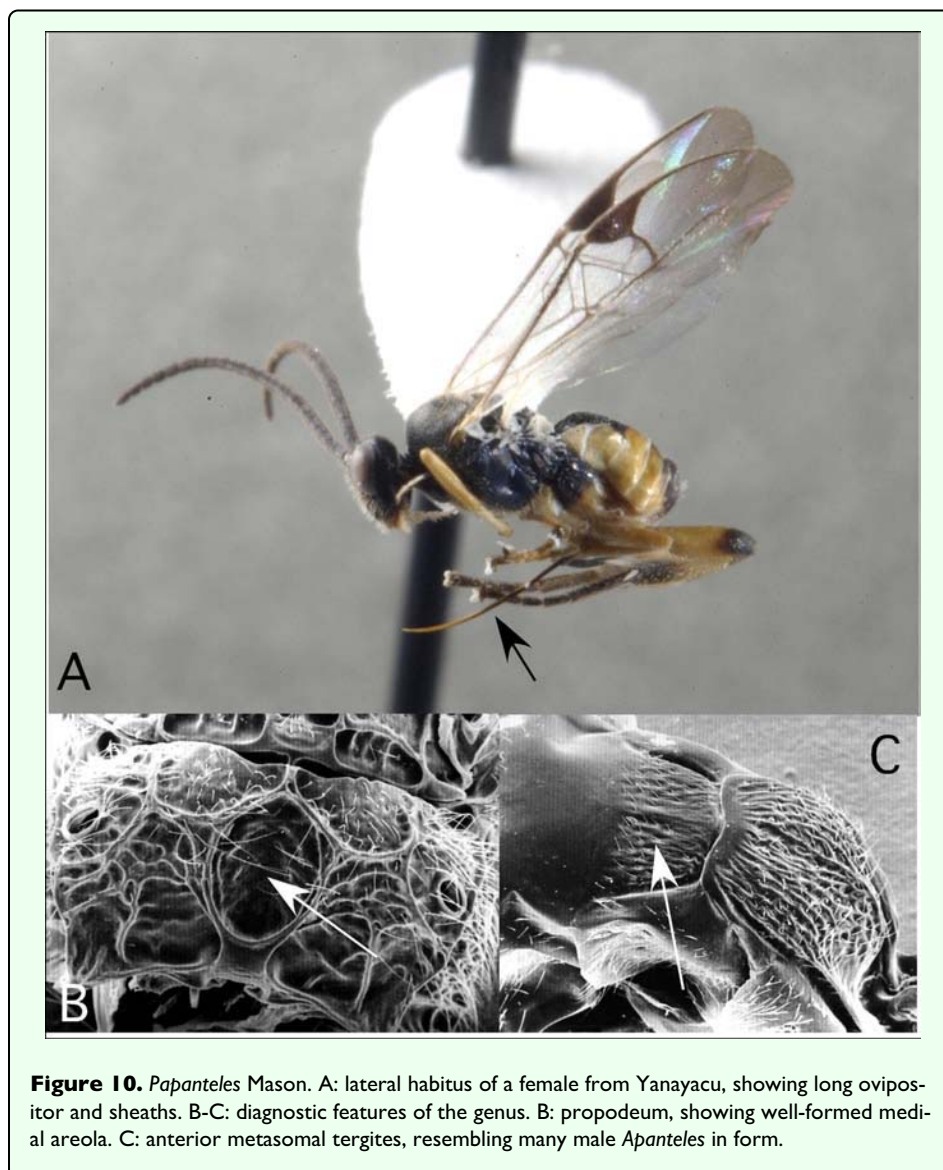 A
B
C
Figure 10. Papanteles Mason. A: lateral habitus of a female from Yanayacu, showing long ovipos-
itor and sheaths. B-C: diagnostic features of the genus. B: propodeum, showing well-formed medi-
al areola. C: anterior metasomal tergites, resembling many male Apanteles in form.